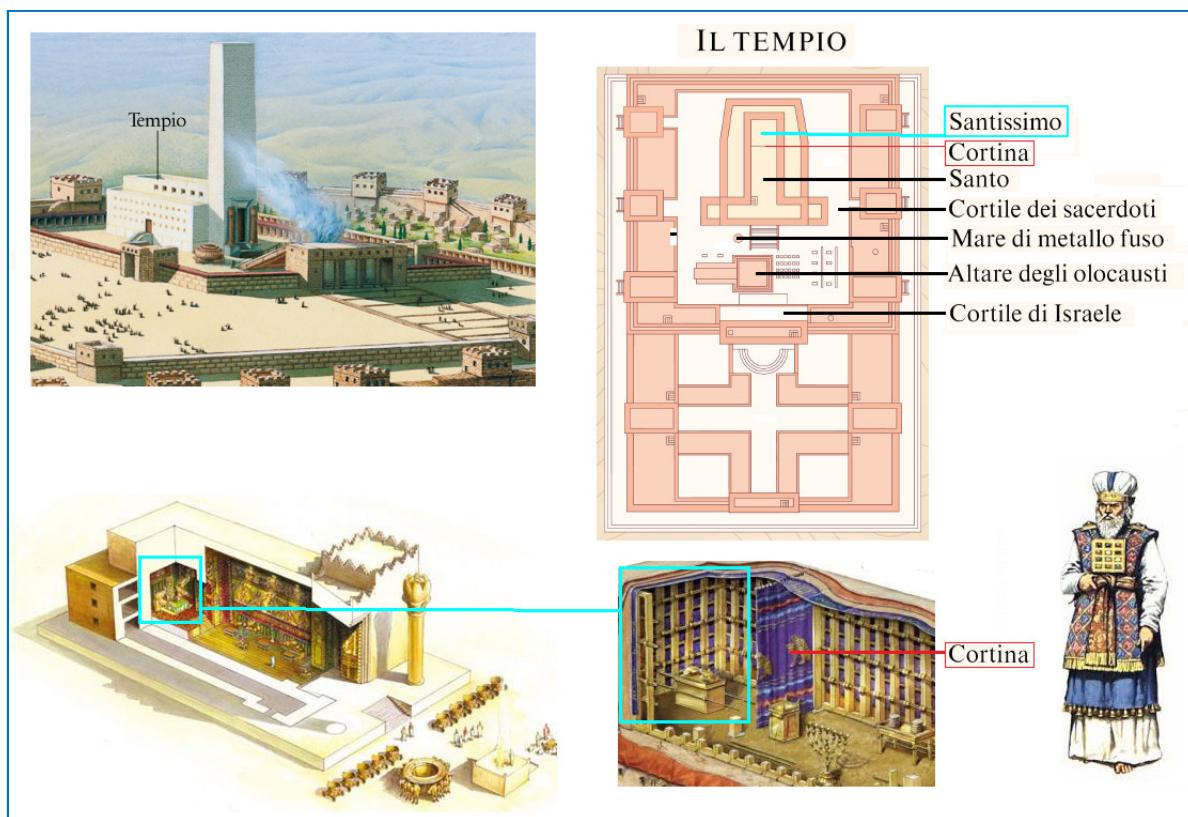 IL TEMPIO
Tempio
Santissimo
Cortina
Santo
Cortile dei sacerdoti
Mare di metallo fuso
Altare degli olocausti
Cortile di Israele
Cortina